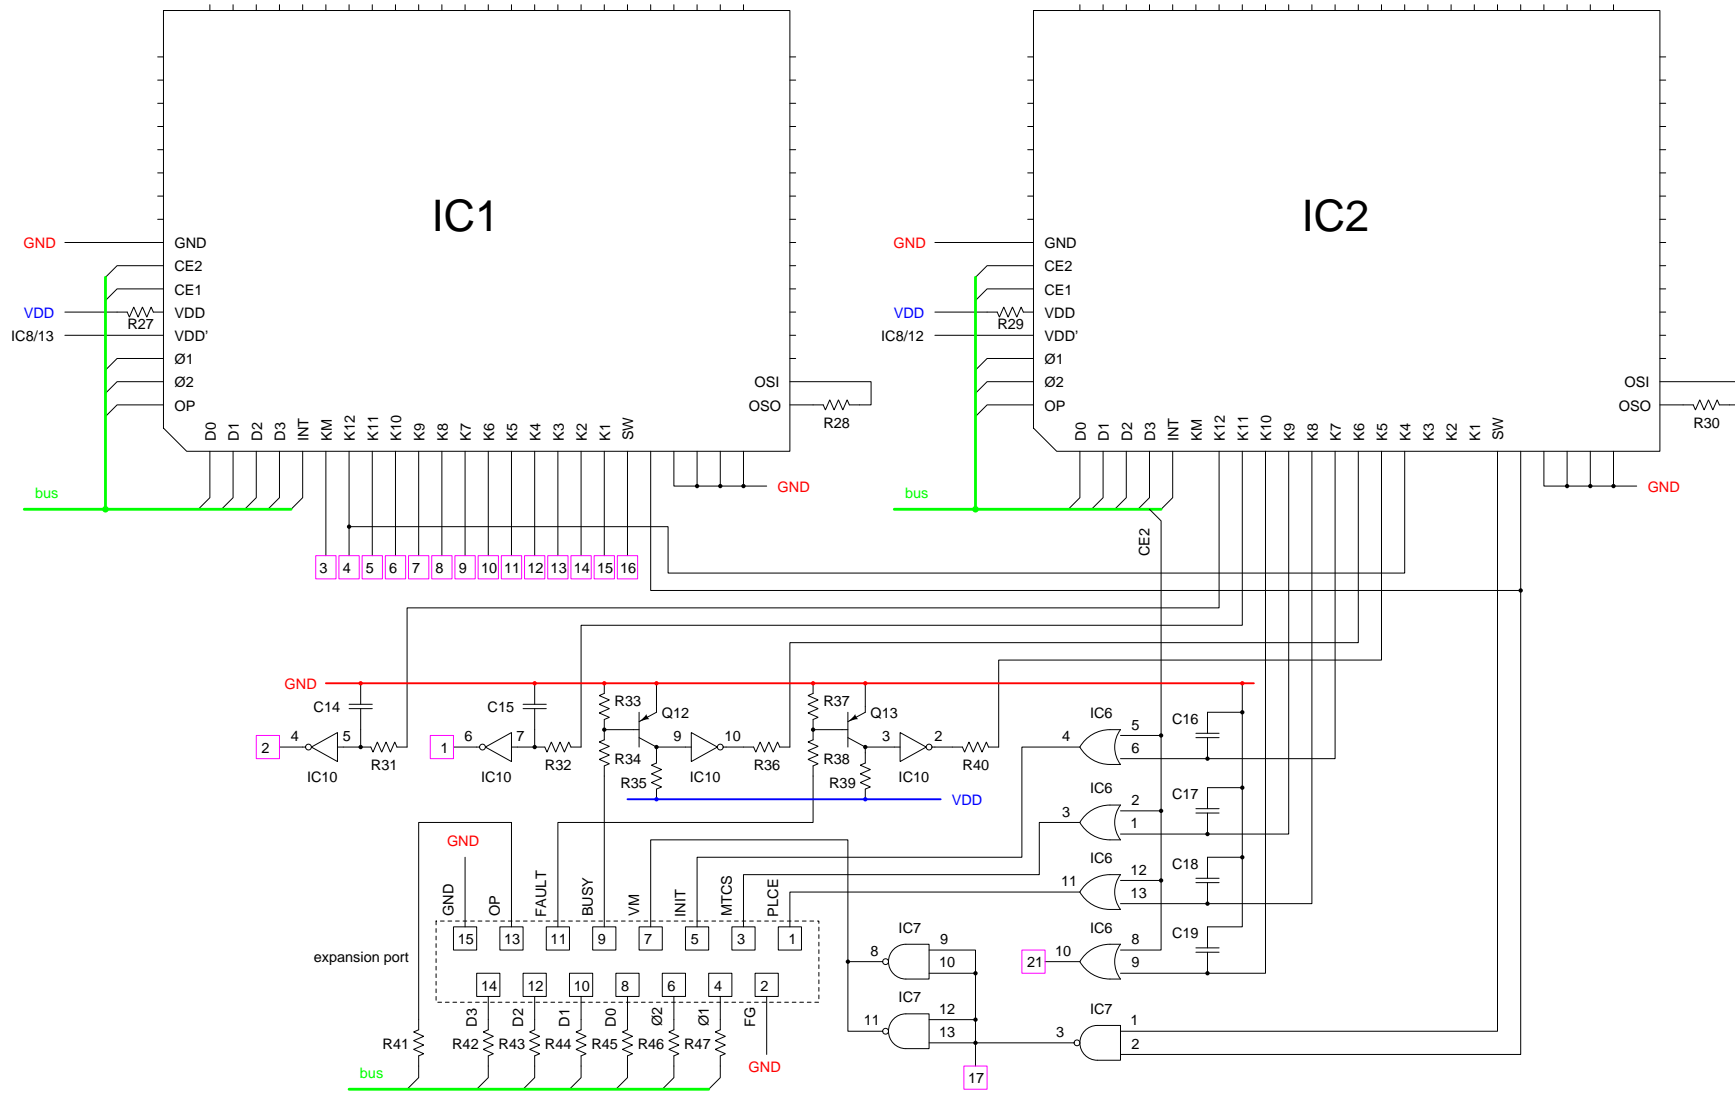 IC1
IC2
GND GND
GND GND
CE2 CE2
CE1 CE1
VDD VDD
VDD VDD
R27 R29
IC8/13 VDD' IC8/12 VDD'
Ø1 Ø1
Ø2 OSI Ø2 OSI
OP OSO OP OSO
R28 R30
D0 D1 D2 D3 INT KM K12 K11 K10 K9 K8 K7 K6 K5 K4 K3 K2 K1 SW
D0 D1 D2 D3 INT KM K12 K11 K10 K9 K8 K7 K6 K5 K4 K3 K2 K1 SW
bus GND bus GND
CE2
3 4 5 6 7 8 9 10 11 12 13 14 15 16
GND
C14 C15 R33 Q12 R37 Q13 IC6 C16
2 4 5 1 6 7 9 10 3 2 4 5 6
IC10 R31 IC10 R32 R34 R35 IC10 R36 R38 R39 IC10 R40
VDD
IC6 C17
3 2 1
GND
IC6 C18
11 12 13
GND OP FAULT BUSY VM INIT MTCS PLCE
15 13 11 9 7 5 3 1
IC7 IC6 C19
8 9 10 21 10 8 9
expansion port
14 12 10 8 6 4 2
IC7 IC7
D3 D2 D1 D0 Ø2 Ø1 FG
11 12 13 3 1 2
R41 R42 R43 R44 R45 R46 R47
GND
bus
17